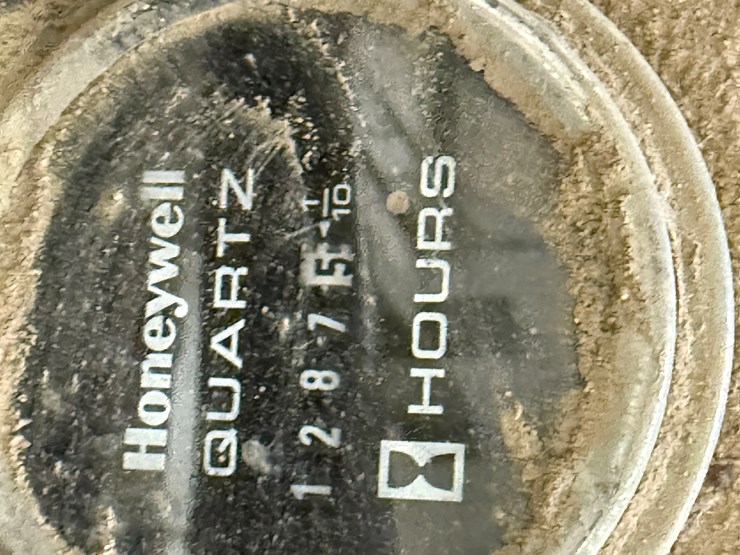 Honeywell
QUARTZ
1 2 8 7 5 1/10
HOURS